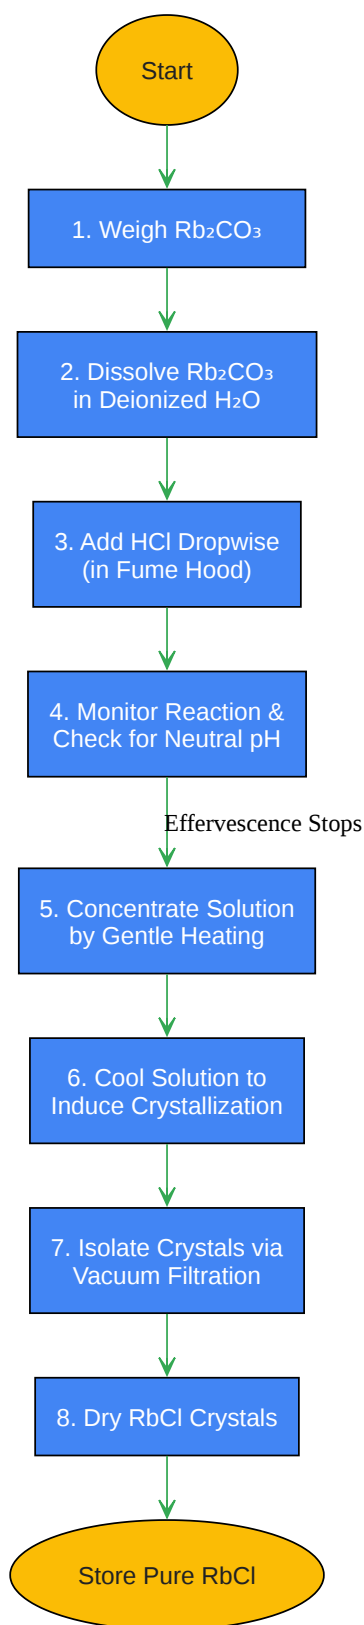 Start
1. Weigh Rb₂CO₃
2. Dissolve Rb₂CO₃
in Deionized H₂O
3. Add HCl Dropwise
(in Fume Hood)
4. Monitor Reaction &
Check for Neutral pH
Effervescence Stops
5. Concentrate Solution
by Gentle Heating
6. Cool Solution to
Induce Crystallization
7. Isolate Crystals via
Vacuum Filtration
8. Dry RbCl Crystals
Store Pure RbCl